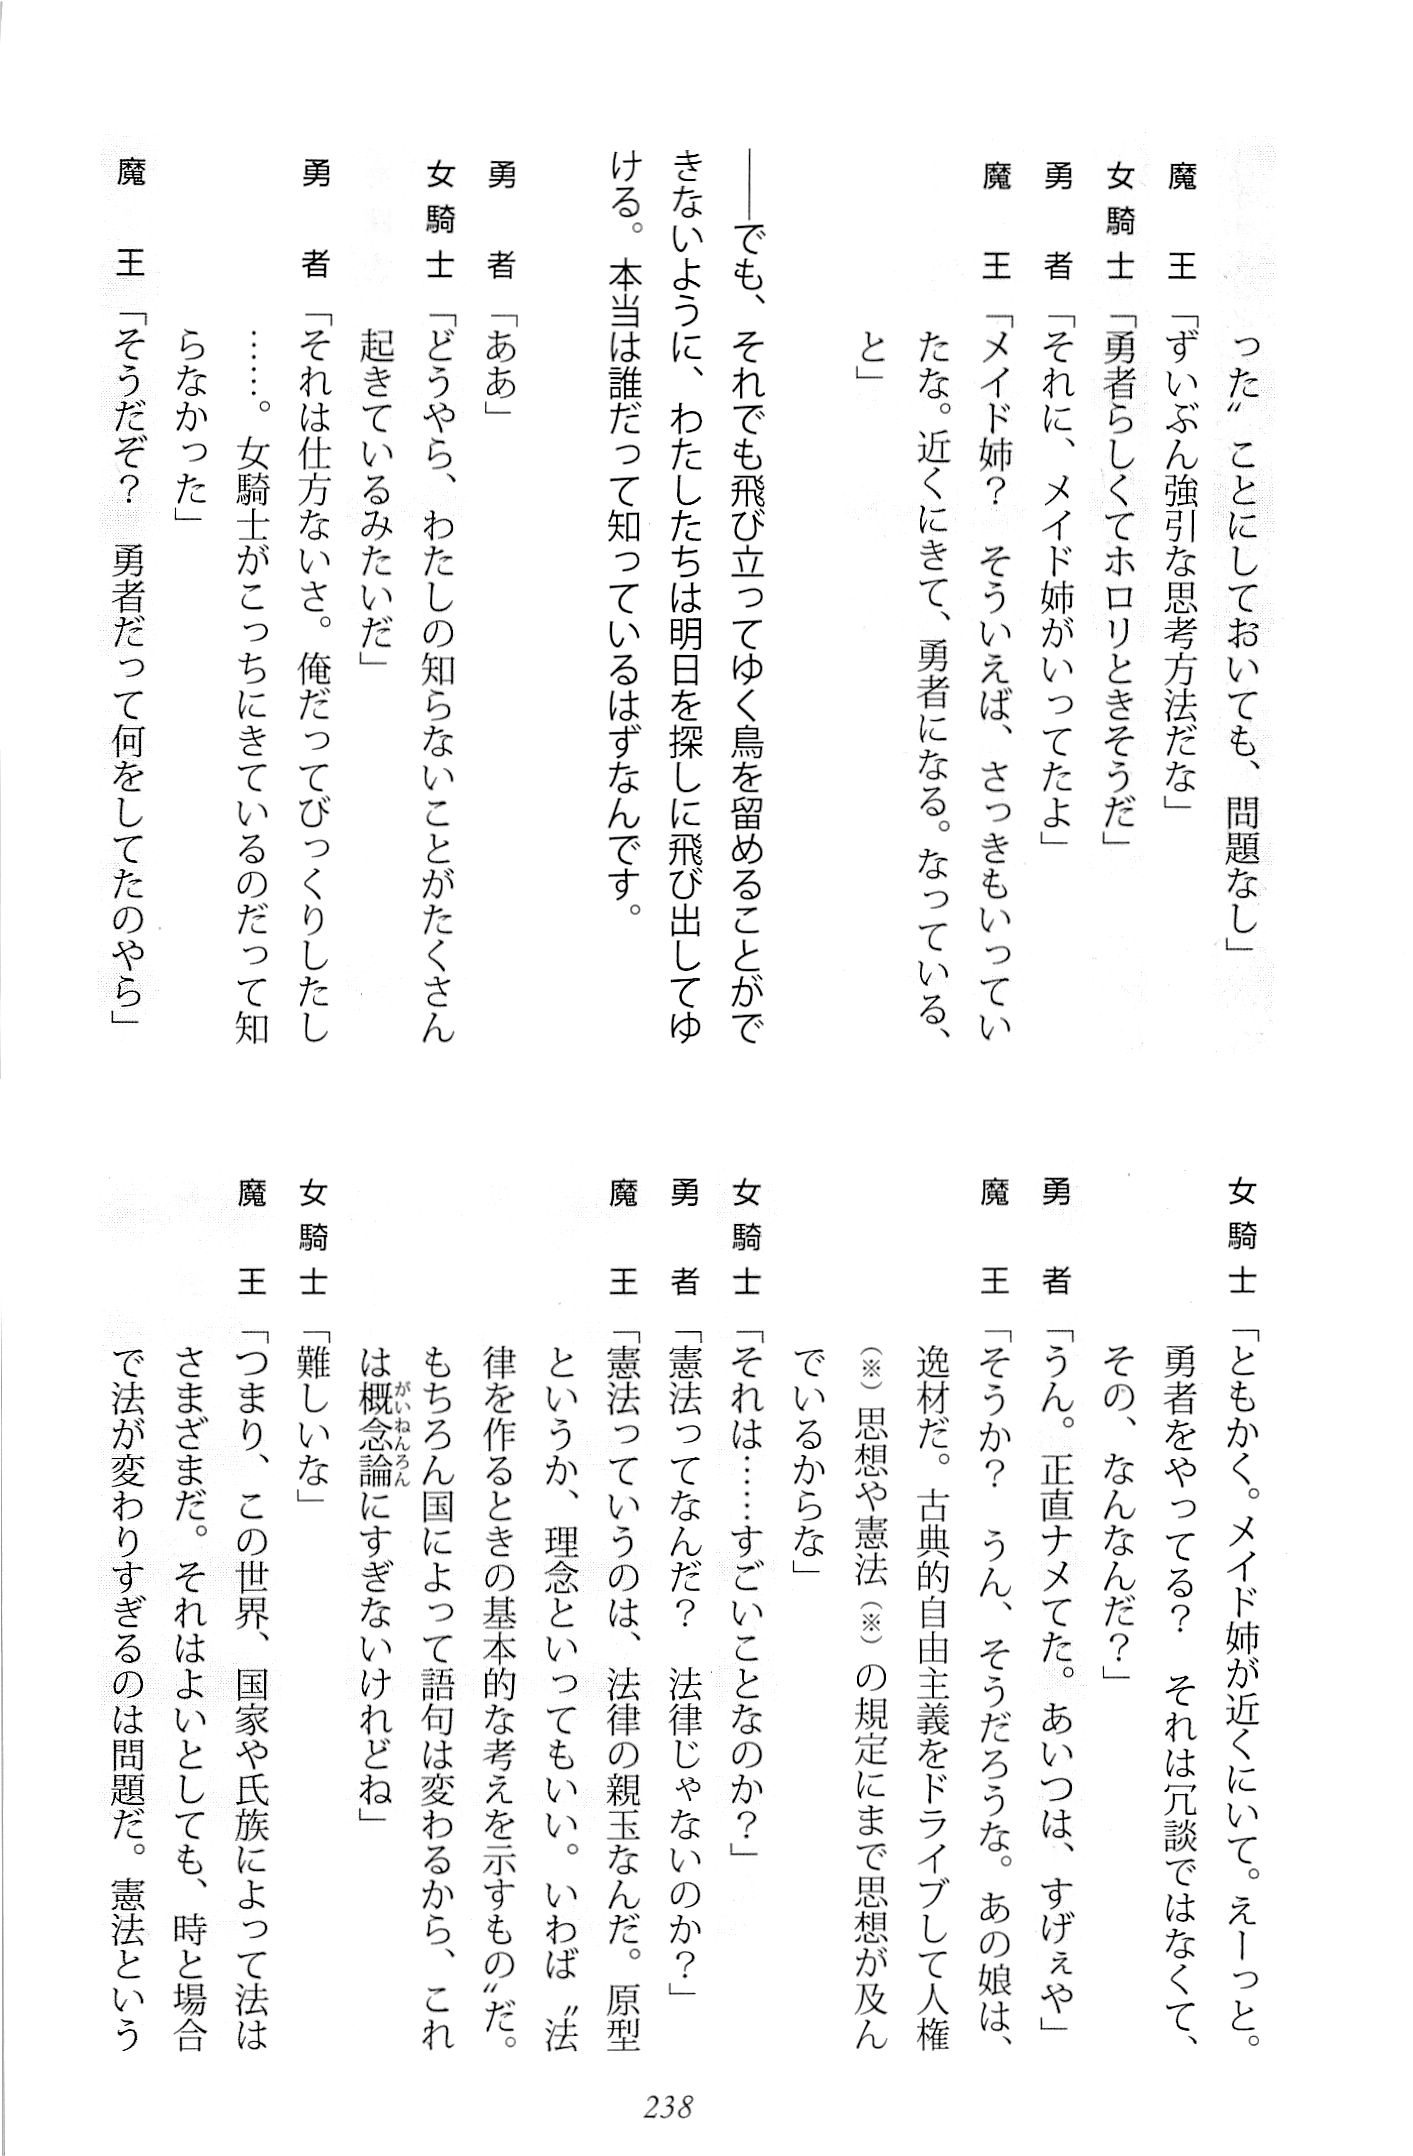 った〟ことにしておいても、問題なし」
魔　王「ずいぶん強引な思考方法だな」
女騎士「勇者らしくてホロリときそうだ」
勇　者「それに、メイド姉がいってたよ」
魔　王「メイド姉？　そういえば、さっきもいってい
たな。近くにきて、勇者になる。なっている、
と」
――でも、それでも飛び立ってゆく鳥を留めることがで
きないように、わたしたちは明日を探しに飛び出してゆ
ける。本当は誰だって知っているはずなんです。
勇　者「ああ」
女騎士「どうやら、わたしの知らないことがたくさん
起きているみたいだ」
勇　者「それは仕方ないさ。俺だってびっくりしたし
……。女騎士がこっちにきているのだって知
らなかった」
魔　王「そうだぞ？　勇者だって何をしてたのやら」
女騎士「ともかく。メイド姉が近くにいて。えーっと。
勇者をやってる？　それは冗談ではなくて、
その、なんなんだ？」
勇　者「うん。正直ナメてた。あいつは、すげぇや」
魔　王「そうか？　うん、そうだろうな。あの娘は、
逸材だ。古典的自由主義をドライブして人権
（※）思想や憲法（※）の規定にまで思想が及ん
でいるからな」
女騎士「それは……すごいことなのか？」
勇　者「憲法ってなんだ？　法律じゃないのか？」
魔　王「憲法っていうのは、法律の親玉なんだ。原型
というか、理念といってもいい。いわば〝法
律を作るときの基本的な考えを示すもの〟だ。
もちろん国によって語句は変わるから、これ
は概念論にすぎないけれどね」
がいねんろん
女騎士「難しいな」
魔　王「つまり、この世界、国家や氏族によって法は
さまざまだ。それはよいとしても、時と場合
で法が変わりすぎるのは問題だ。憲法という
238